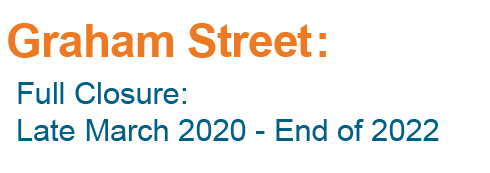 Graham Street:
Full Closure:
Late March 2020 - End of 2022